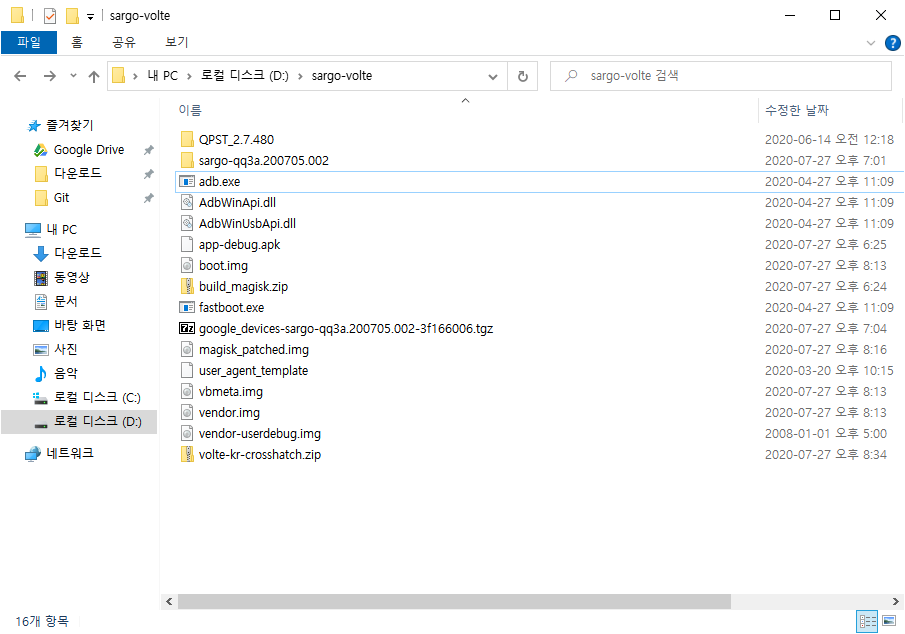 sargo-volte
파일 홈 공유 보기
내 PC 로컬 디스크 (D:) sargo-volte
sargo-volte 검색
즐겨찾기
Google Drive
다운로드
Git
내 PC
다운로드
동영상
문서
바탕 화면
사진
음악
로컬 디스크 (C:)
로컬 디스크 (D:)
네트워크
이름 수정한 날짜
QPST_2.7.480 2020-06-14 오전 12:18
sargo-qq3a.200705.002 2020-07-27 오후 7:01
adb.exe 2020-04-27 오후 11:09
AdbWinApi.dll 2020-04-27 오후 11:09
AdbWinUsbApi.dll 2020-04-27 오후 11:09
app-debug.apk 2020-07-27 오후 6:25
boot.img 2020-07-27 오후 8:13
build_magisk.zip 2020-07-27 오후 6:24
fastboot.exe 2020-04-27 오후 11:09
google_devices-sargo-qq3a.200705.002-3f166006.tgz 2020-07-27 오후 7:04
magisk_patched.img 2020-07-27 오후 8:16
user_agent_template 2020-03-20 오후 10:15
vbmeta.img 2020-07-27 오후 8:13
vendor.img 2020-07-27 오후 8:13
vendor-userdebug.img 2008-01-01 오후 5:00
volte-kr-crosshatch.zip 2020-07-27 오후 8:34
16개 항목